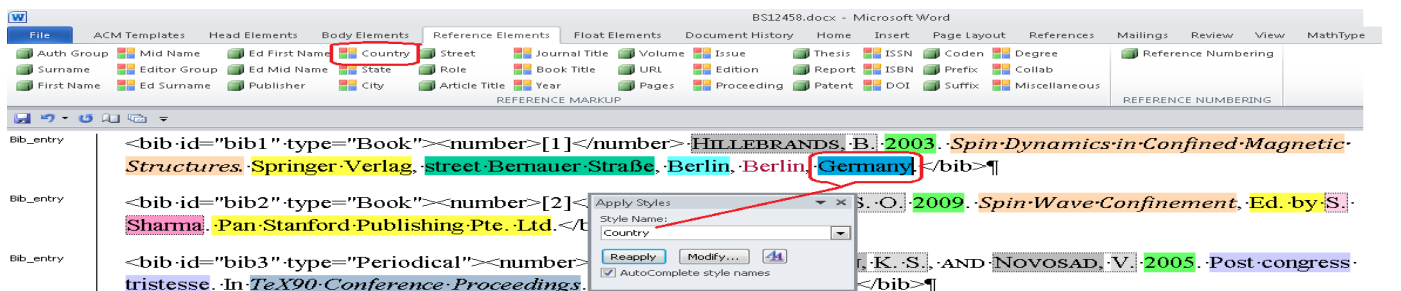 BS12458.docx - Microsoft Word
File ACM Templates Head Elements Body Elements Reference Elements Float Elements Document History Home Insert Page Layout References Mailings Review View MathType
Auth Group Mid Name Ed First Name Country Street Journal Title Volume Issue Thesis ISSN Coden Degree Reference Numbering
Surname Editor Group Ed Mid Name State Role Book Title URL Edition Report ISBN Prefix Collab
First Name Ed Surname Publisher City Article Title Year Pages Proceeding Patent DOI Suffix Miscellaneous
REFERENCE MARKUP REFERENCE NUMBERING
Bib_entry <bib·id="bib1"·type="Book"><number>[1]</number>·HILLEBRANDS,·B.·2003.·Spin·Dynamics·in·Confined·Magnetic·
Structures.·Springer·Verlag,·street·Bernauer·Straße,·Berlin,·Berlin,·Germany.</bib>¶
Bib_entry <bib·id="bib2"·type="Book"><number>[2]< S.·O.·2009.·Spin·Wave·Confinement,·Ed.·by·S.·
Sharma.·Pan·Stanford·Publishing·Pte.·Ltd.</b
Apply Styles
Style Name:
Country
Reapply Modify...
AutoComplete style names
Bib_entry <bib·id="bib3"·type="Periodical"><number> ,·K.·S.,·AND·NOVOSAD,·V.·2005.·Post·congress·
tristesse.·In·TeX90·Conference·Proceedings. </bib>¶